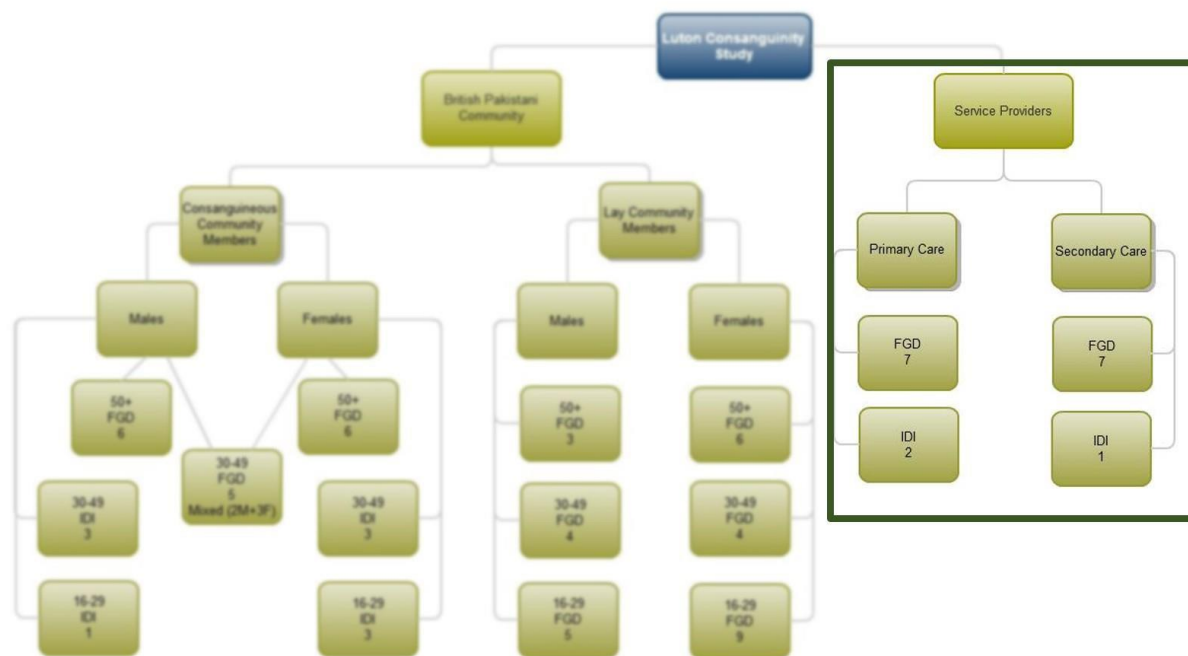 Luton Consanguinity
Study
British Pakistani
Community
Service Providers
Consanguineous
Community
Members
Lay Community
Members
Primary Care
Secondary Care
Males
Females
Males
Females
FGD
7
FGD
7
50+
FGD
6
50+
FGD
6
50+
FGD
3
50+
FGD
6
IDI
2
IDI
1
30-49
FGD
5
Mixed (2M+3F)
30-49
IDI
3
30-49
IDI
3
30-49
FGD
4
30-49
FGD
4
16-29
IDI
1
16-29
IDI
3
16-29
FGD
5
16-29
FGD
9